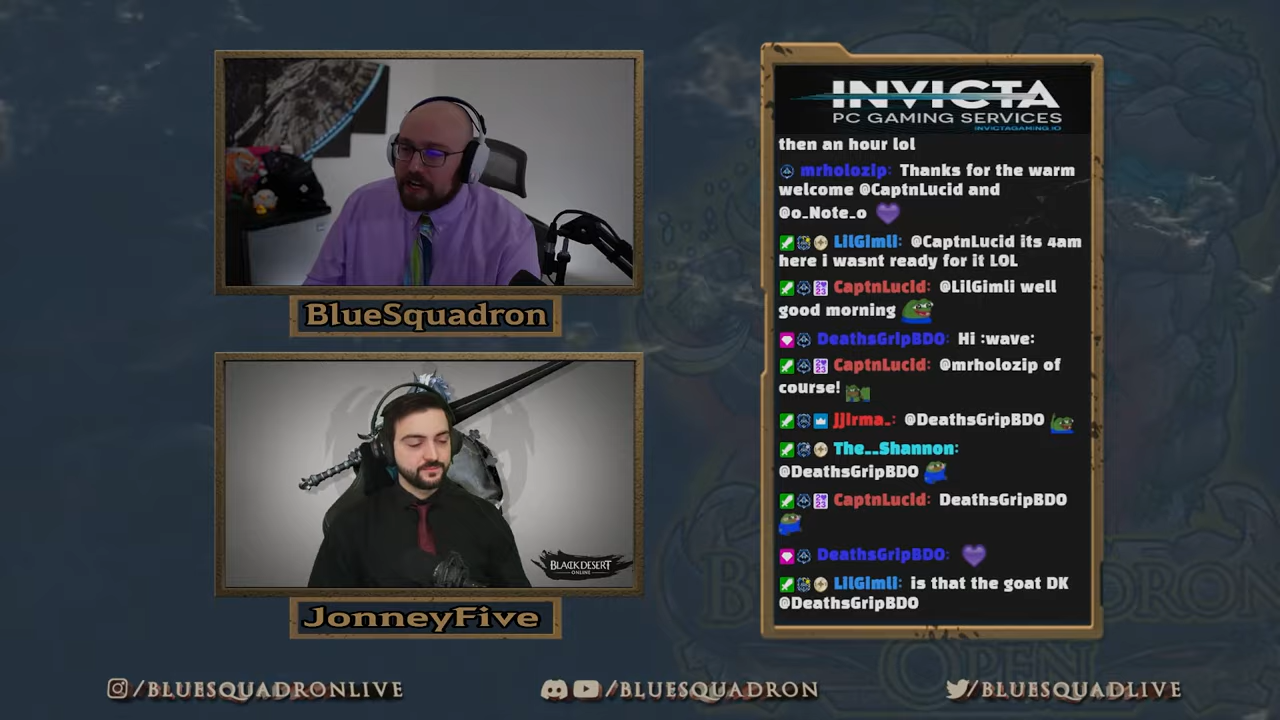 INVICTA
PC GAMING SERVICES
INVICTAGAMING.IO
then an hour lol
mrholozip: Thanks for the warm
welcome @CaptnLucid and
@o_Note_o
LilGimli: @CaptnLucid its 4am
here i wasnt ready for it LOL
CaptnLucid: @LilGimli well
good morning
DeathsGripBDO: Hi :wave:
CaptnLucid: @mrholozip of
course!
JJIrma_: @DeathsGripBDO
The__Shannon:
@DeathsGripBDO
CaptnLucid: DeathsGripBDO
DeathsGripBDO:
LilGimli: is that the goat DK
@DeathsGripBDO
BlueSquadron
BLACK DESERT
ONLINE
JonneyFive
OPEN
/BLUESQUADRONLIVE
/BLUESQUADRON
/BLUESQUADLIVE